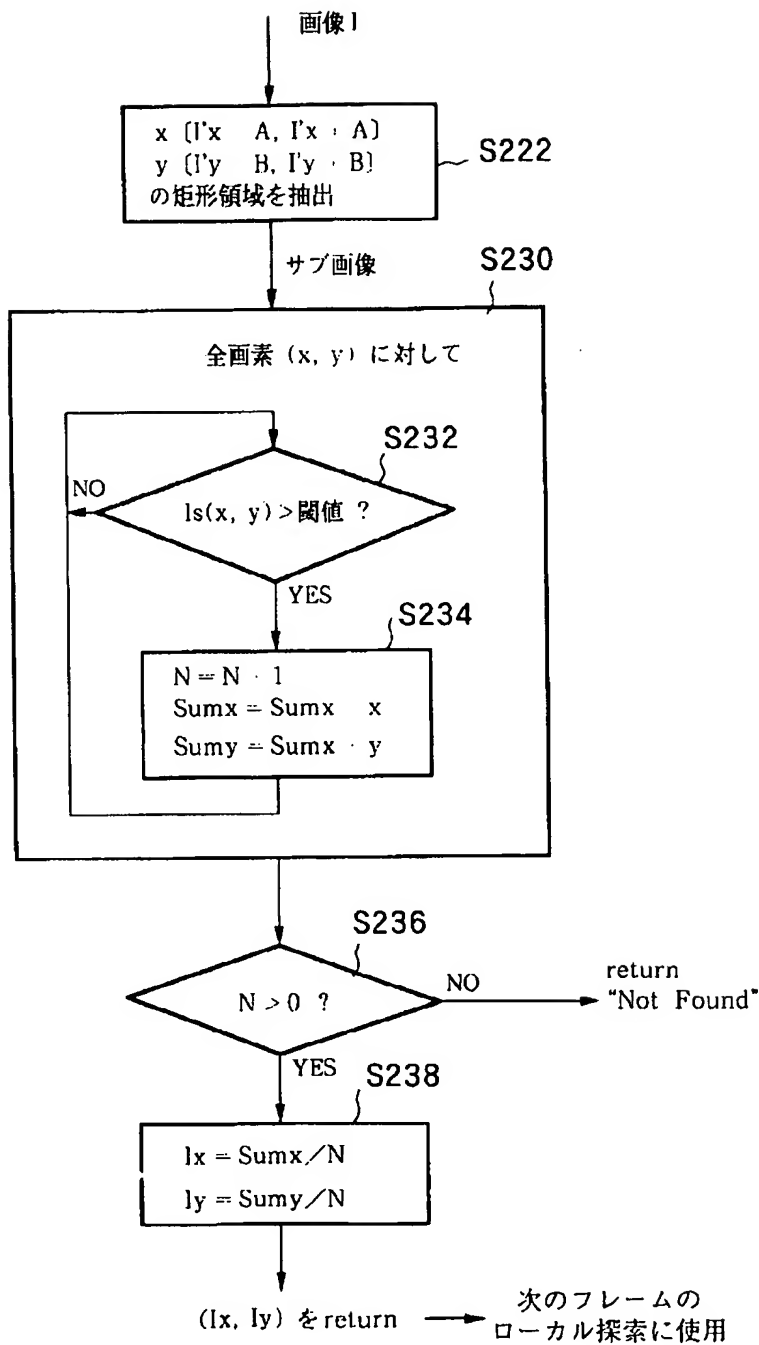 画像I
x [I'x A, I'x + A]
y [I'y B, I'y · B]
の矩形領域を抽出
S222
サブ画像
S230
全画素 (x, y) に対して
S232
NO
Is(x, y) > 閾値 ?
YES
S234
N = N · 1
Sumx = Sumx x
Sumy = Sumx · y
S236
N > 0 ?
NO
return
"Not Found"
YES
S238
Ix = Sumx/N
Iy = Sumy/N
(Ix, Iy) をreturn
次のフレームの
ローカル探索に使用